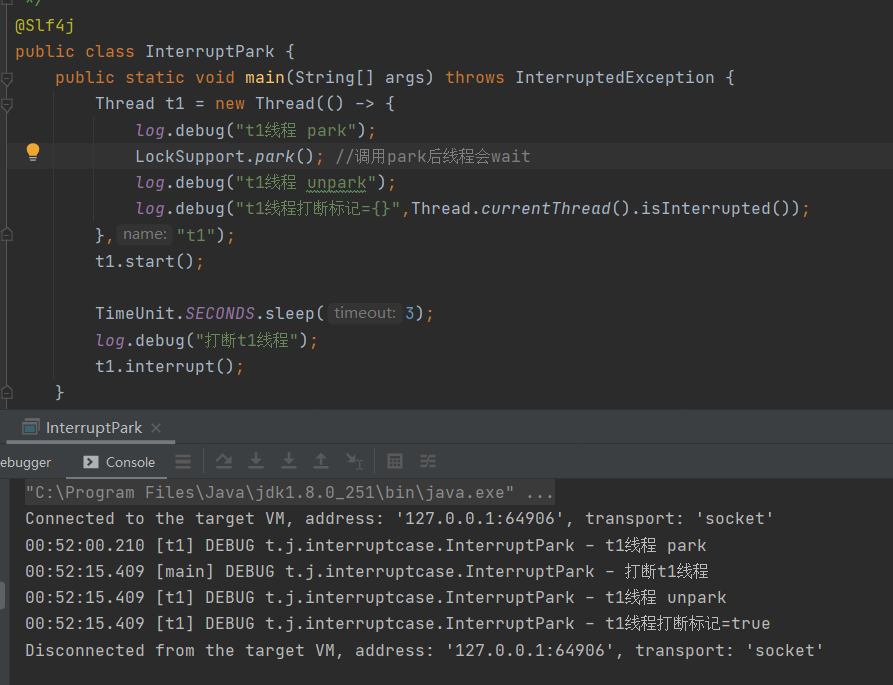 */
@Slf4j
public class InterruptPark {
public static void main(String[] args) throws InterruptedException {
Thread t1 = new Thread(() -> {
log.debug("t1线程 park");
LockSupport.park(); //调用park后线程会wait
log.debug("t1线程 unpark");
log.debug("t1线程打断标记={}",Thread.currentThread().isInterrupted());
}, name: "t1");
t1.start();
TimeUnit.SECONDS.sleep( timeout: 3);
log.debug("打断t1线程");
t1.interrupt();
}
InterruptPark ×
ebugger Console
"C:\Program Files\Java\jdk1.8.0_251\bin\java.exe" ...
Connected to the target VM, address: '127.0.0.1:64906', transport: 'socket'
00:52:00.210 [t1] DEBUG t.j.interruptcase.InterruptPark - t1线程 park
00:52:15.409 [main] DEBUG t.j.interruptcase.InterruptPark - 打断t1线程
00:52:15.409 [t1] DEBUG t.j.interruptcase.InterruptPark - t1线程 unpark
00:52:15.409 [t1] DEBUG t.j.interruptcase.InterruptPark - t1线程打断标记=true
Disconnected from the target VM, address: '127.0.0.1:64906', transport: 'socket'